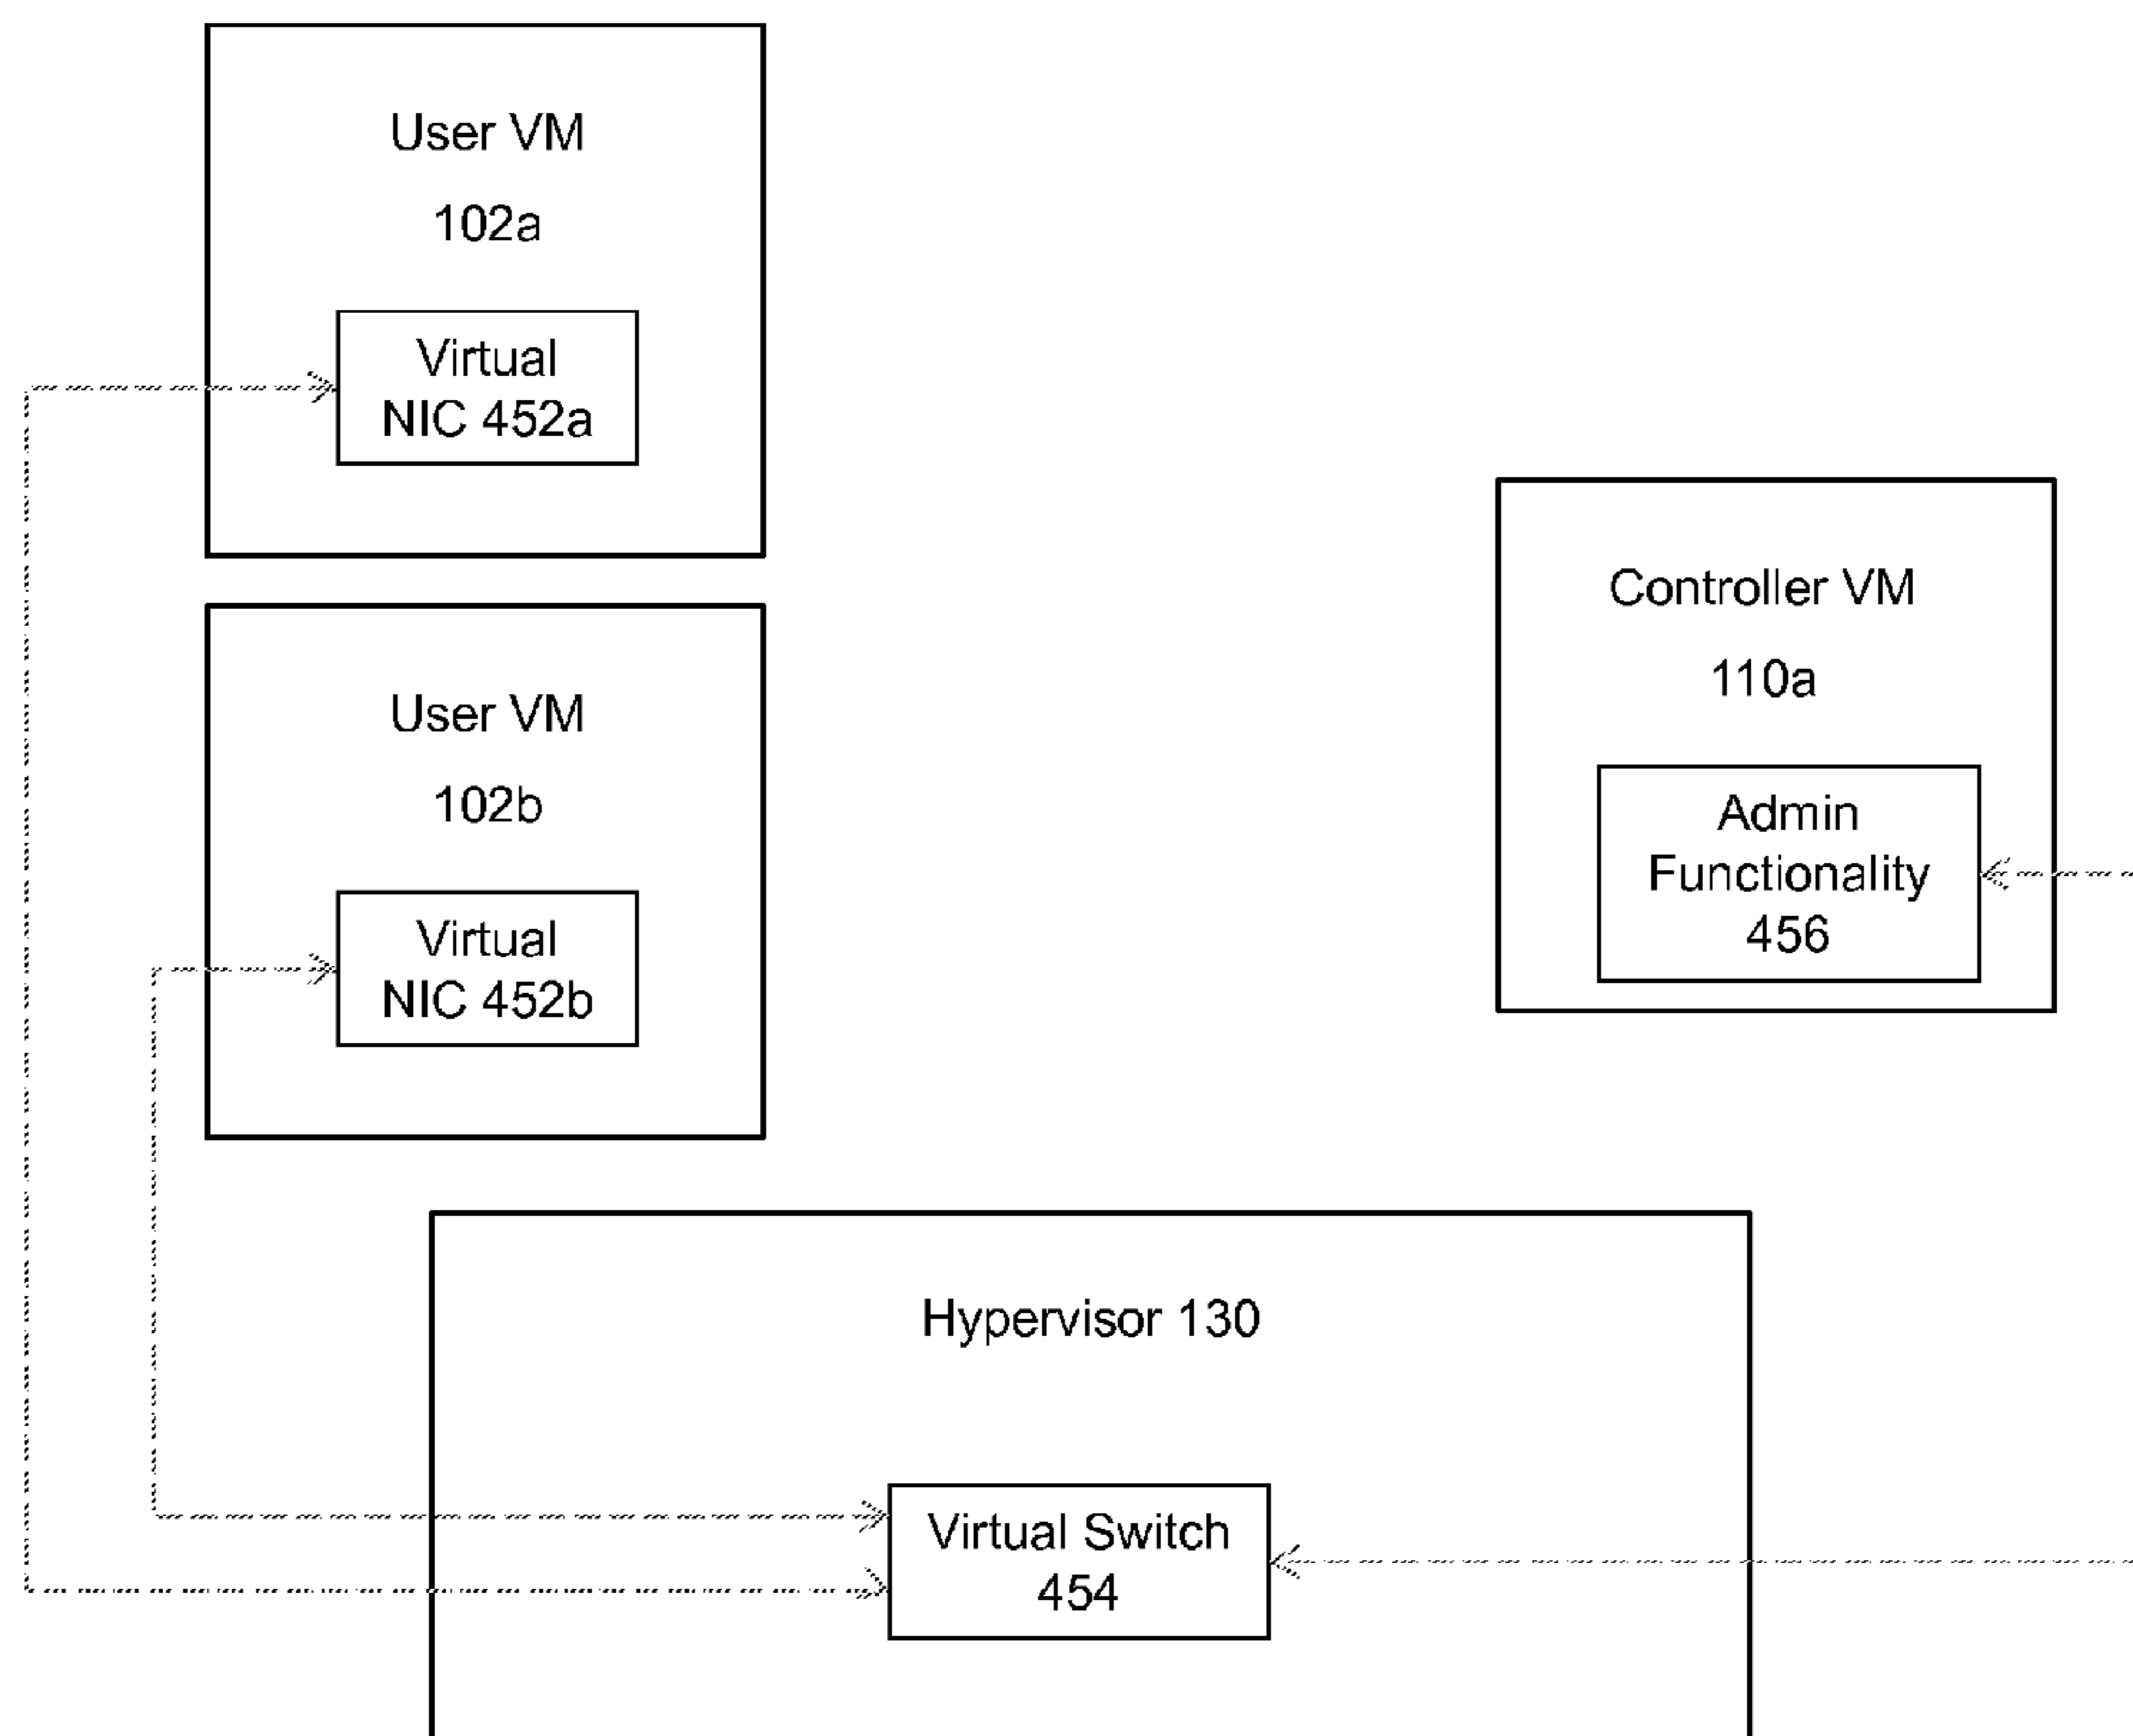 User VM
102a
Virtual
NIC 452a
User VM
102b
Virtual
NIC 452b
Controller VM
110a
Admin
Functionality
456
Hypervisor 130
Virtual Switch
454